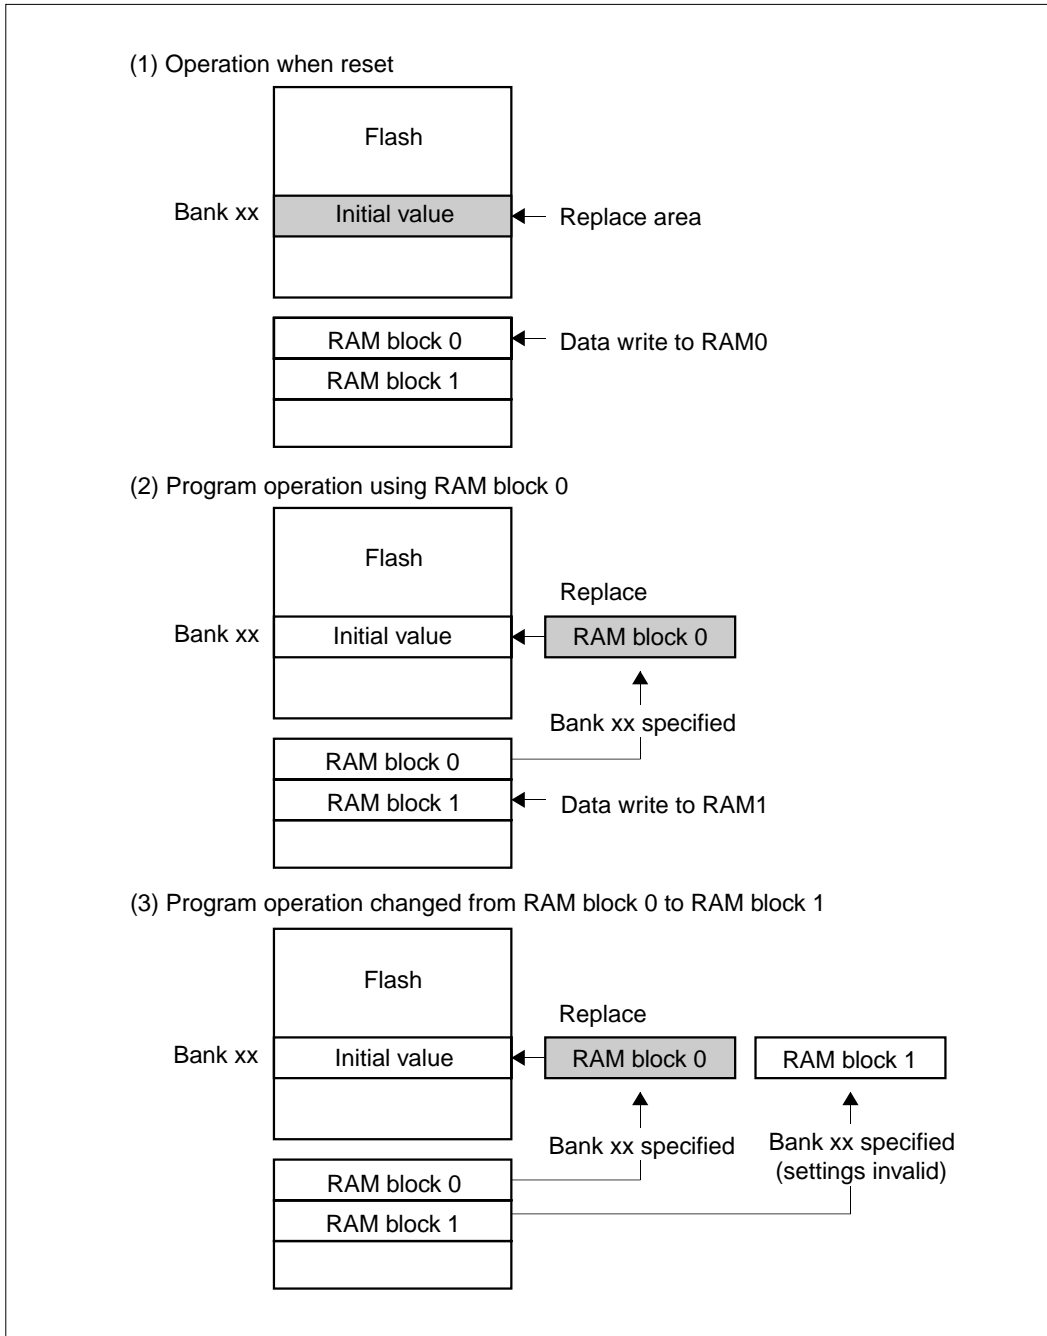 (1) Operation when reset
Flash
Bank xx
Initial value
Replace area
RAM block 0
Data write to RAM0
RAM block 1
(2) Program operation using RAM block 0
Flash
Replace
Bank xx
Initial value
RAM block 0
Bank xx specified
RAM block 0
RAM block 1
Data write to RAM1
(3) Program operation changed from RAM block 0 to RAM block 1
Flash
Replace
Bank xx
Initial value
RAM block 0
RAM block 1
Bank xx specified
Bank xx specified
(settings invalid)
RAM block 0
RAM block 1